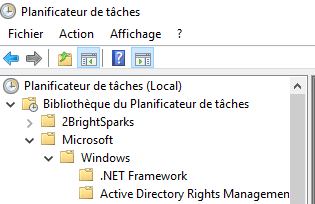 Planificateur de tâches
Fichier Action Affichage ?
Planificateur de tâches (Local)
Bibliothèque du Planificateur de tâches
2BrightSparks
Microsoft
Windows
.NET Framework
Active Directory Rights Managemen